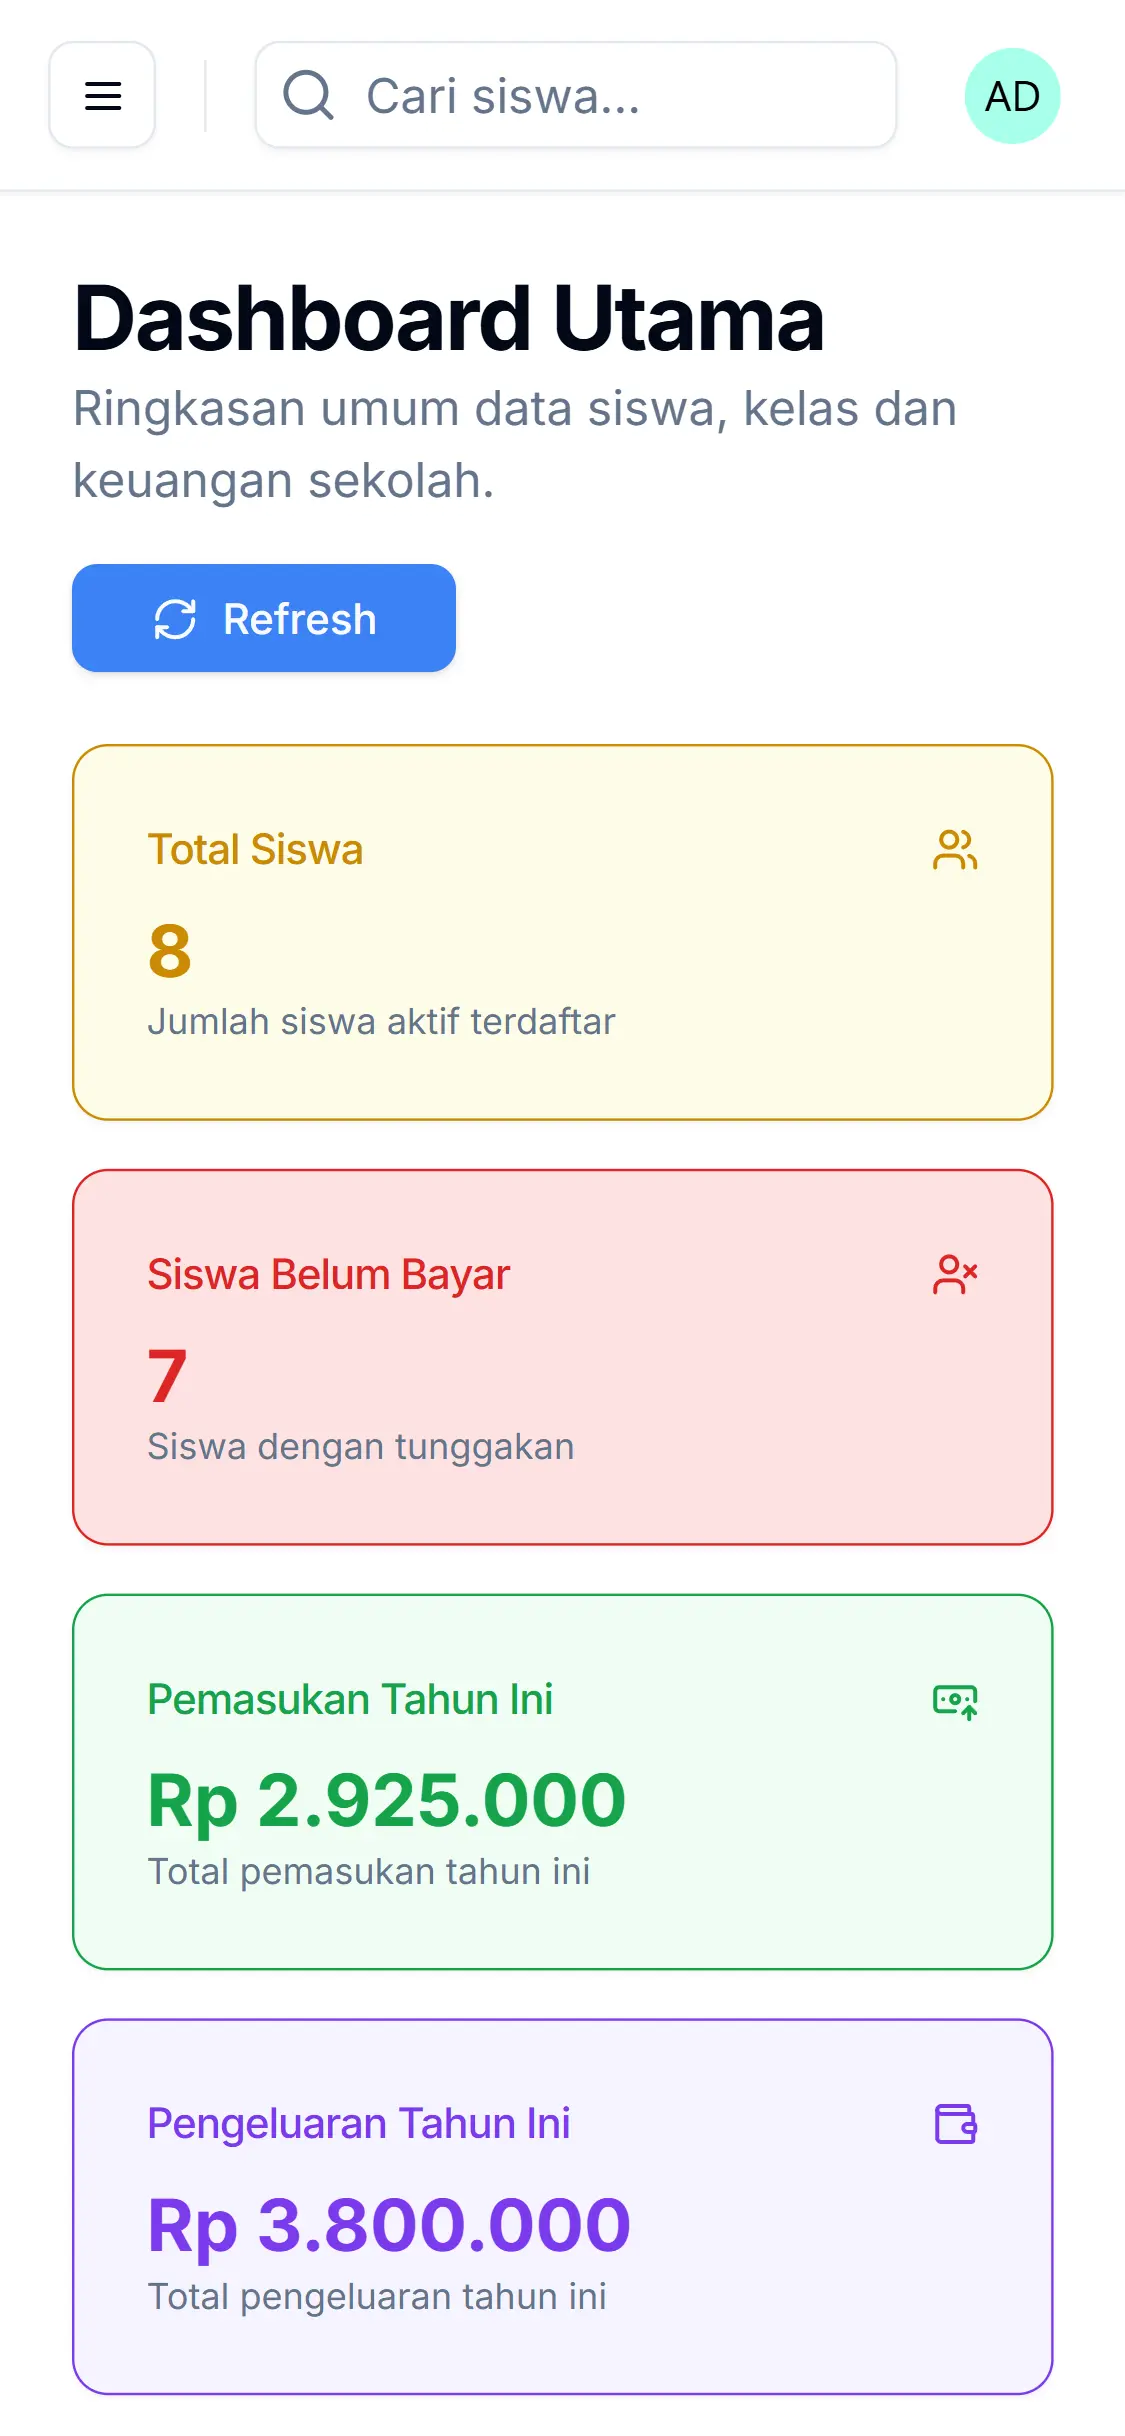 Cari siswa...
AD
Dashboard Utama
Ringkasan umum data siswa, kelas dan
keuangan sekolah.
Refresh
Total Siswa
8
Jumlah siswa aktif terdaftar
Siswa Belum Bayar
7
Siswa dengan tunggakan
Pemasukan Tahun Ini
Rp 2.925.000
Total pemasukan tahun ini
Pengeluaran Tahun Ini
Rp 3.800.000
Total pengeluaran tahun ini